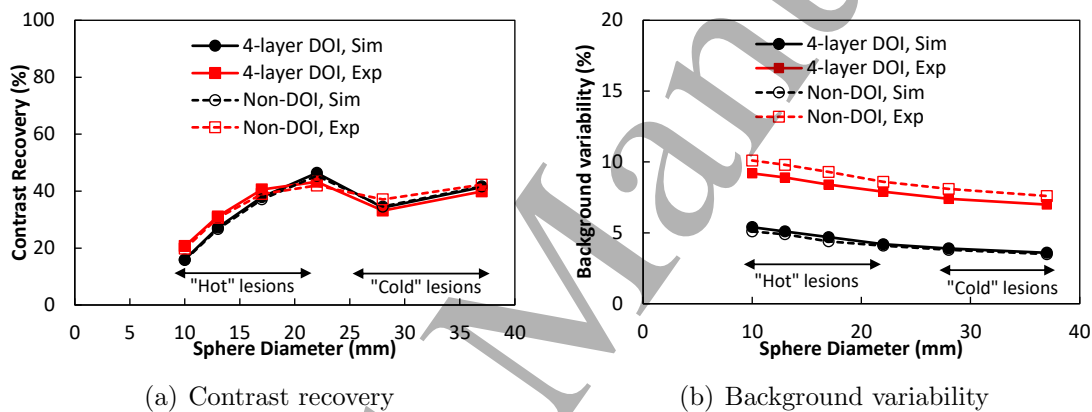 100
80
60
40
20
0
0 5 10 15 20 25 30 35 40
Contrast Recovery (%)
Sphere Diameter (mm)
4-layer DOI, Sim
4-layer DOI, Exp
Non-DOI, Sim
Non-DOI, Exp
"Hot" lesions
"Cold" lesions
(a) Contrast recovery
20
15
10
5
0
0 10 20 30 40
Background variability (%)
Sphere Diameter (mm)
4-layer DOI, Sim
4-layer DOI, Exp
Non-DOI, Sim
Non-DOI, Exp
"Hot" lesions
"Cold" lesions
(b) Background variability